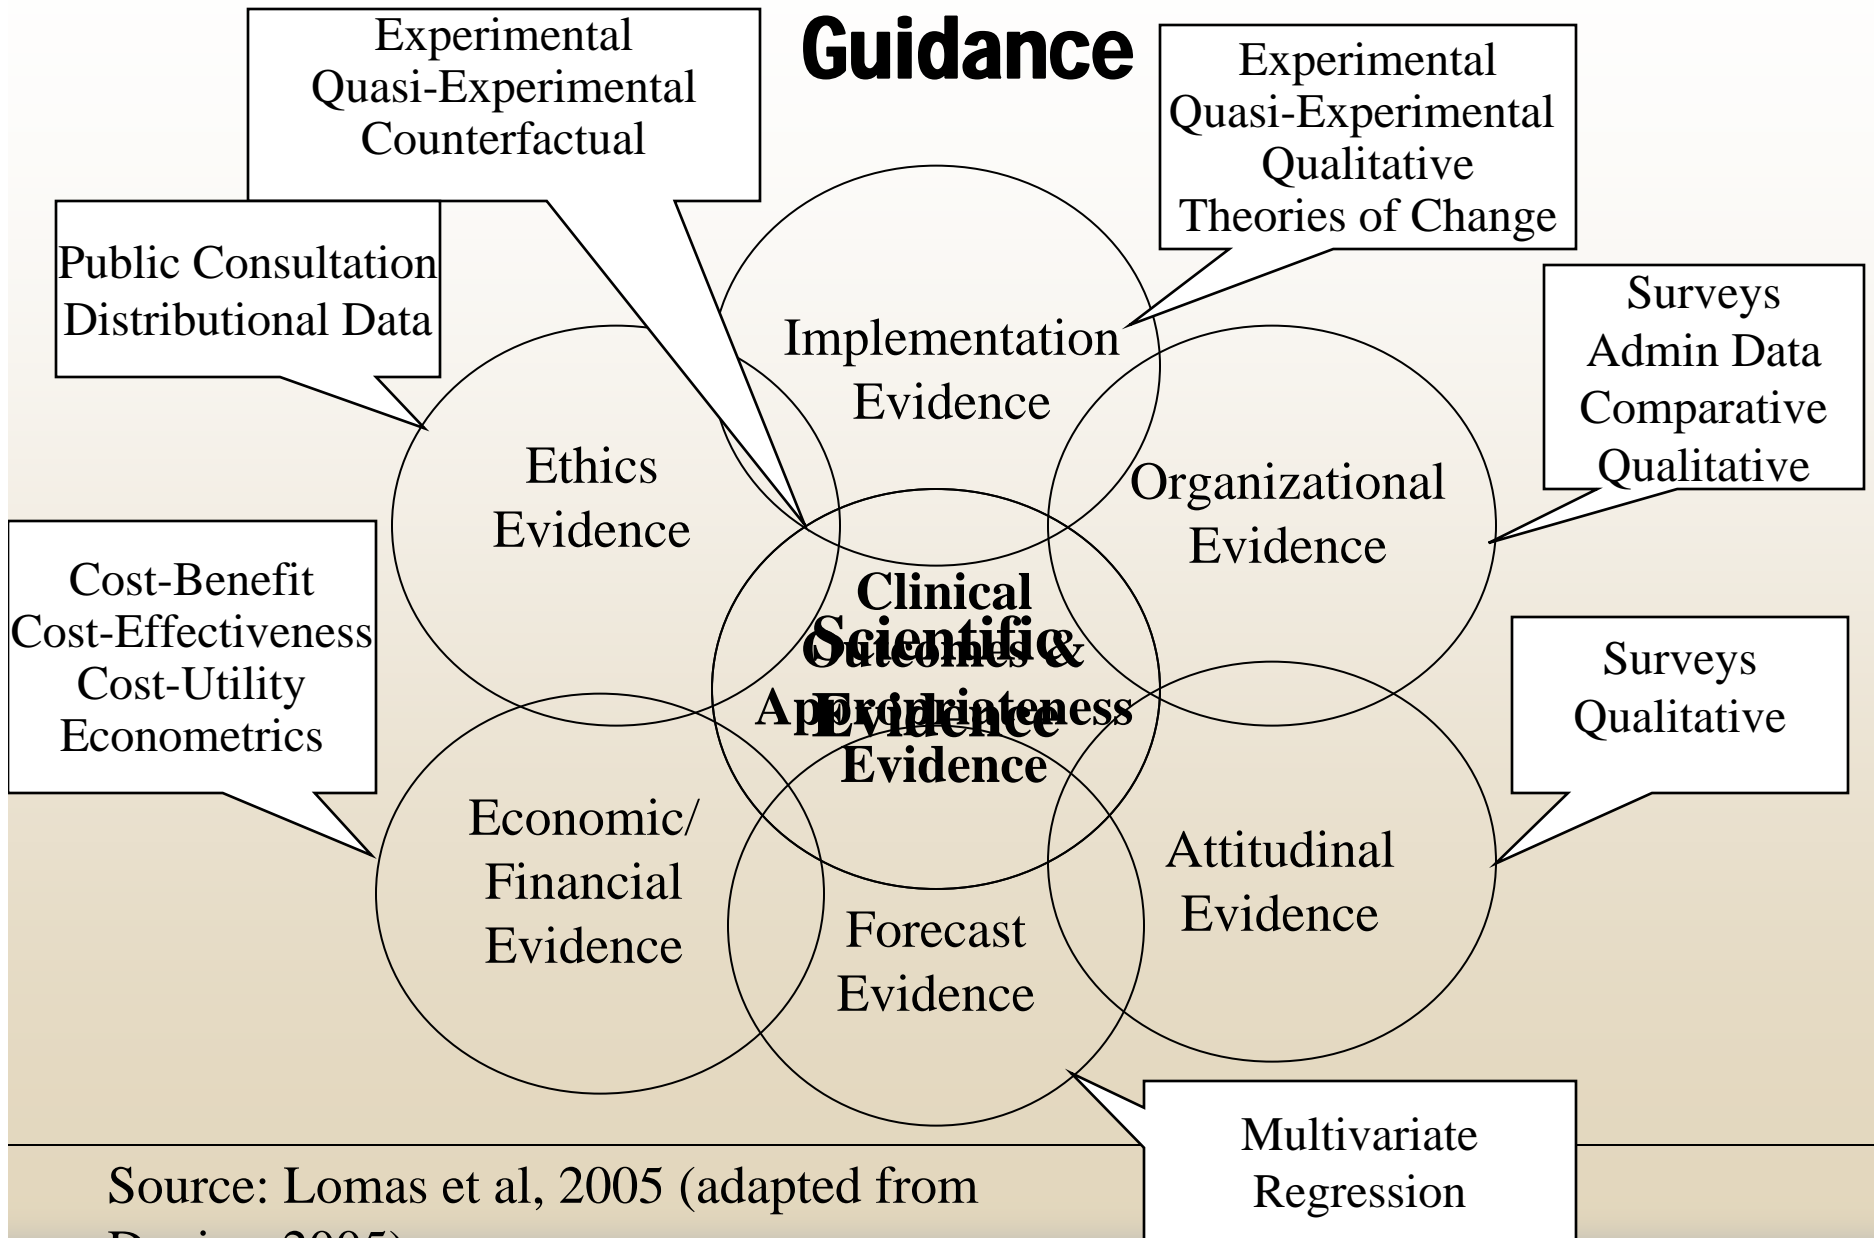 Guidance
Experimental
Quasi-Experimental
Counterfactual
Experimental
Quasi-Experimental
Qualitative
Theories of Change
Public Consultation
Distributional Data
Surveys
Admin Data
Comparative
Qualitative
Implementation
Evidence
Ethics
Evidence
Organizational
Evidence
Cost-Benefit
Cost-Effectiveness
Cost-Utility
Econometrics
Clinical
Outcomes &
Appropriateness
Evidence
Scientific
Evidence
Surveys
Qualitative
Economic/
Financial
Evidence
Attitudinal
Evidence
Forecast
Evidence
Multivariate
Regression
Source: Lomas et al, 2005 (adapted from
2005)